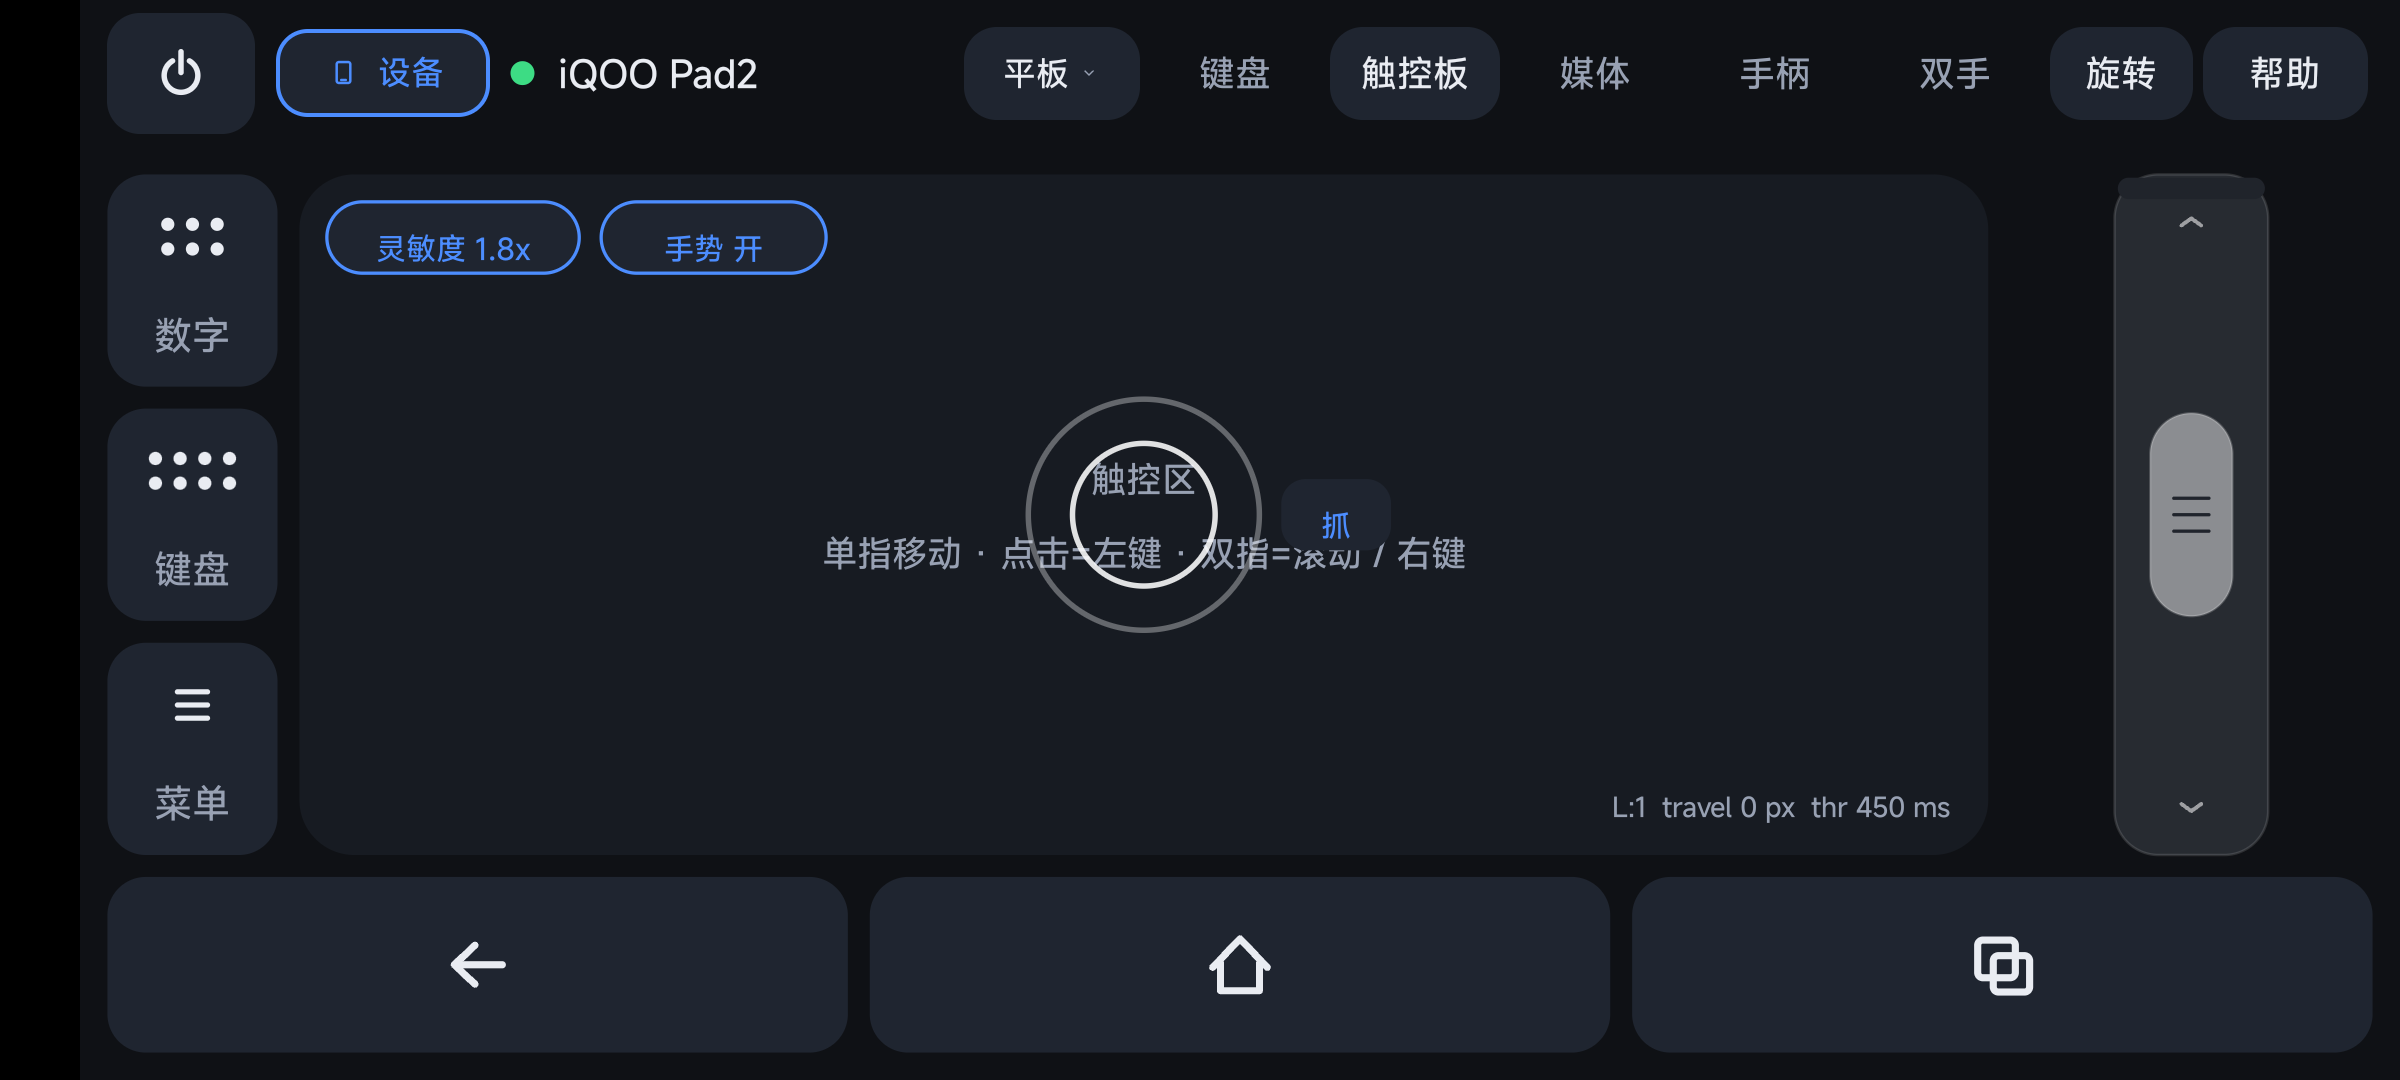 设备
iQOO Pad2
平板
键盘
触控板
媒体
手柄
双手
旋转
帮助
数字
键盘
菜单
灵敏度 1.8x
手势 开
触控区
抓
单指移动 · 点击=左键 · 双指=滚动 / 右键
L:1 travel 0 px thr 450 ms